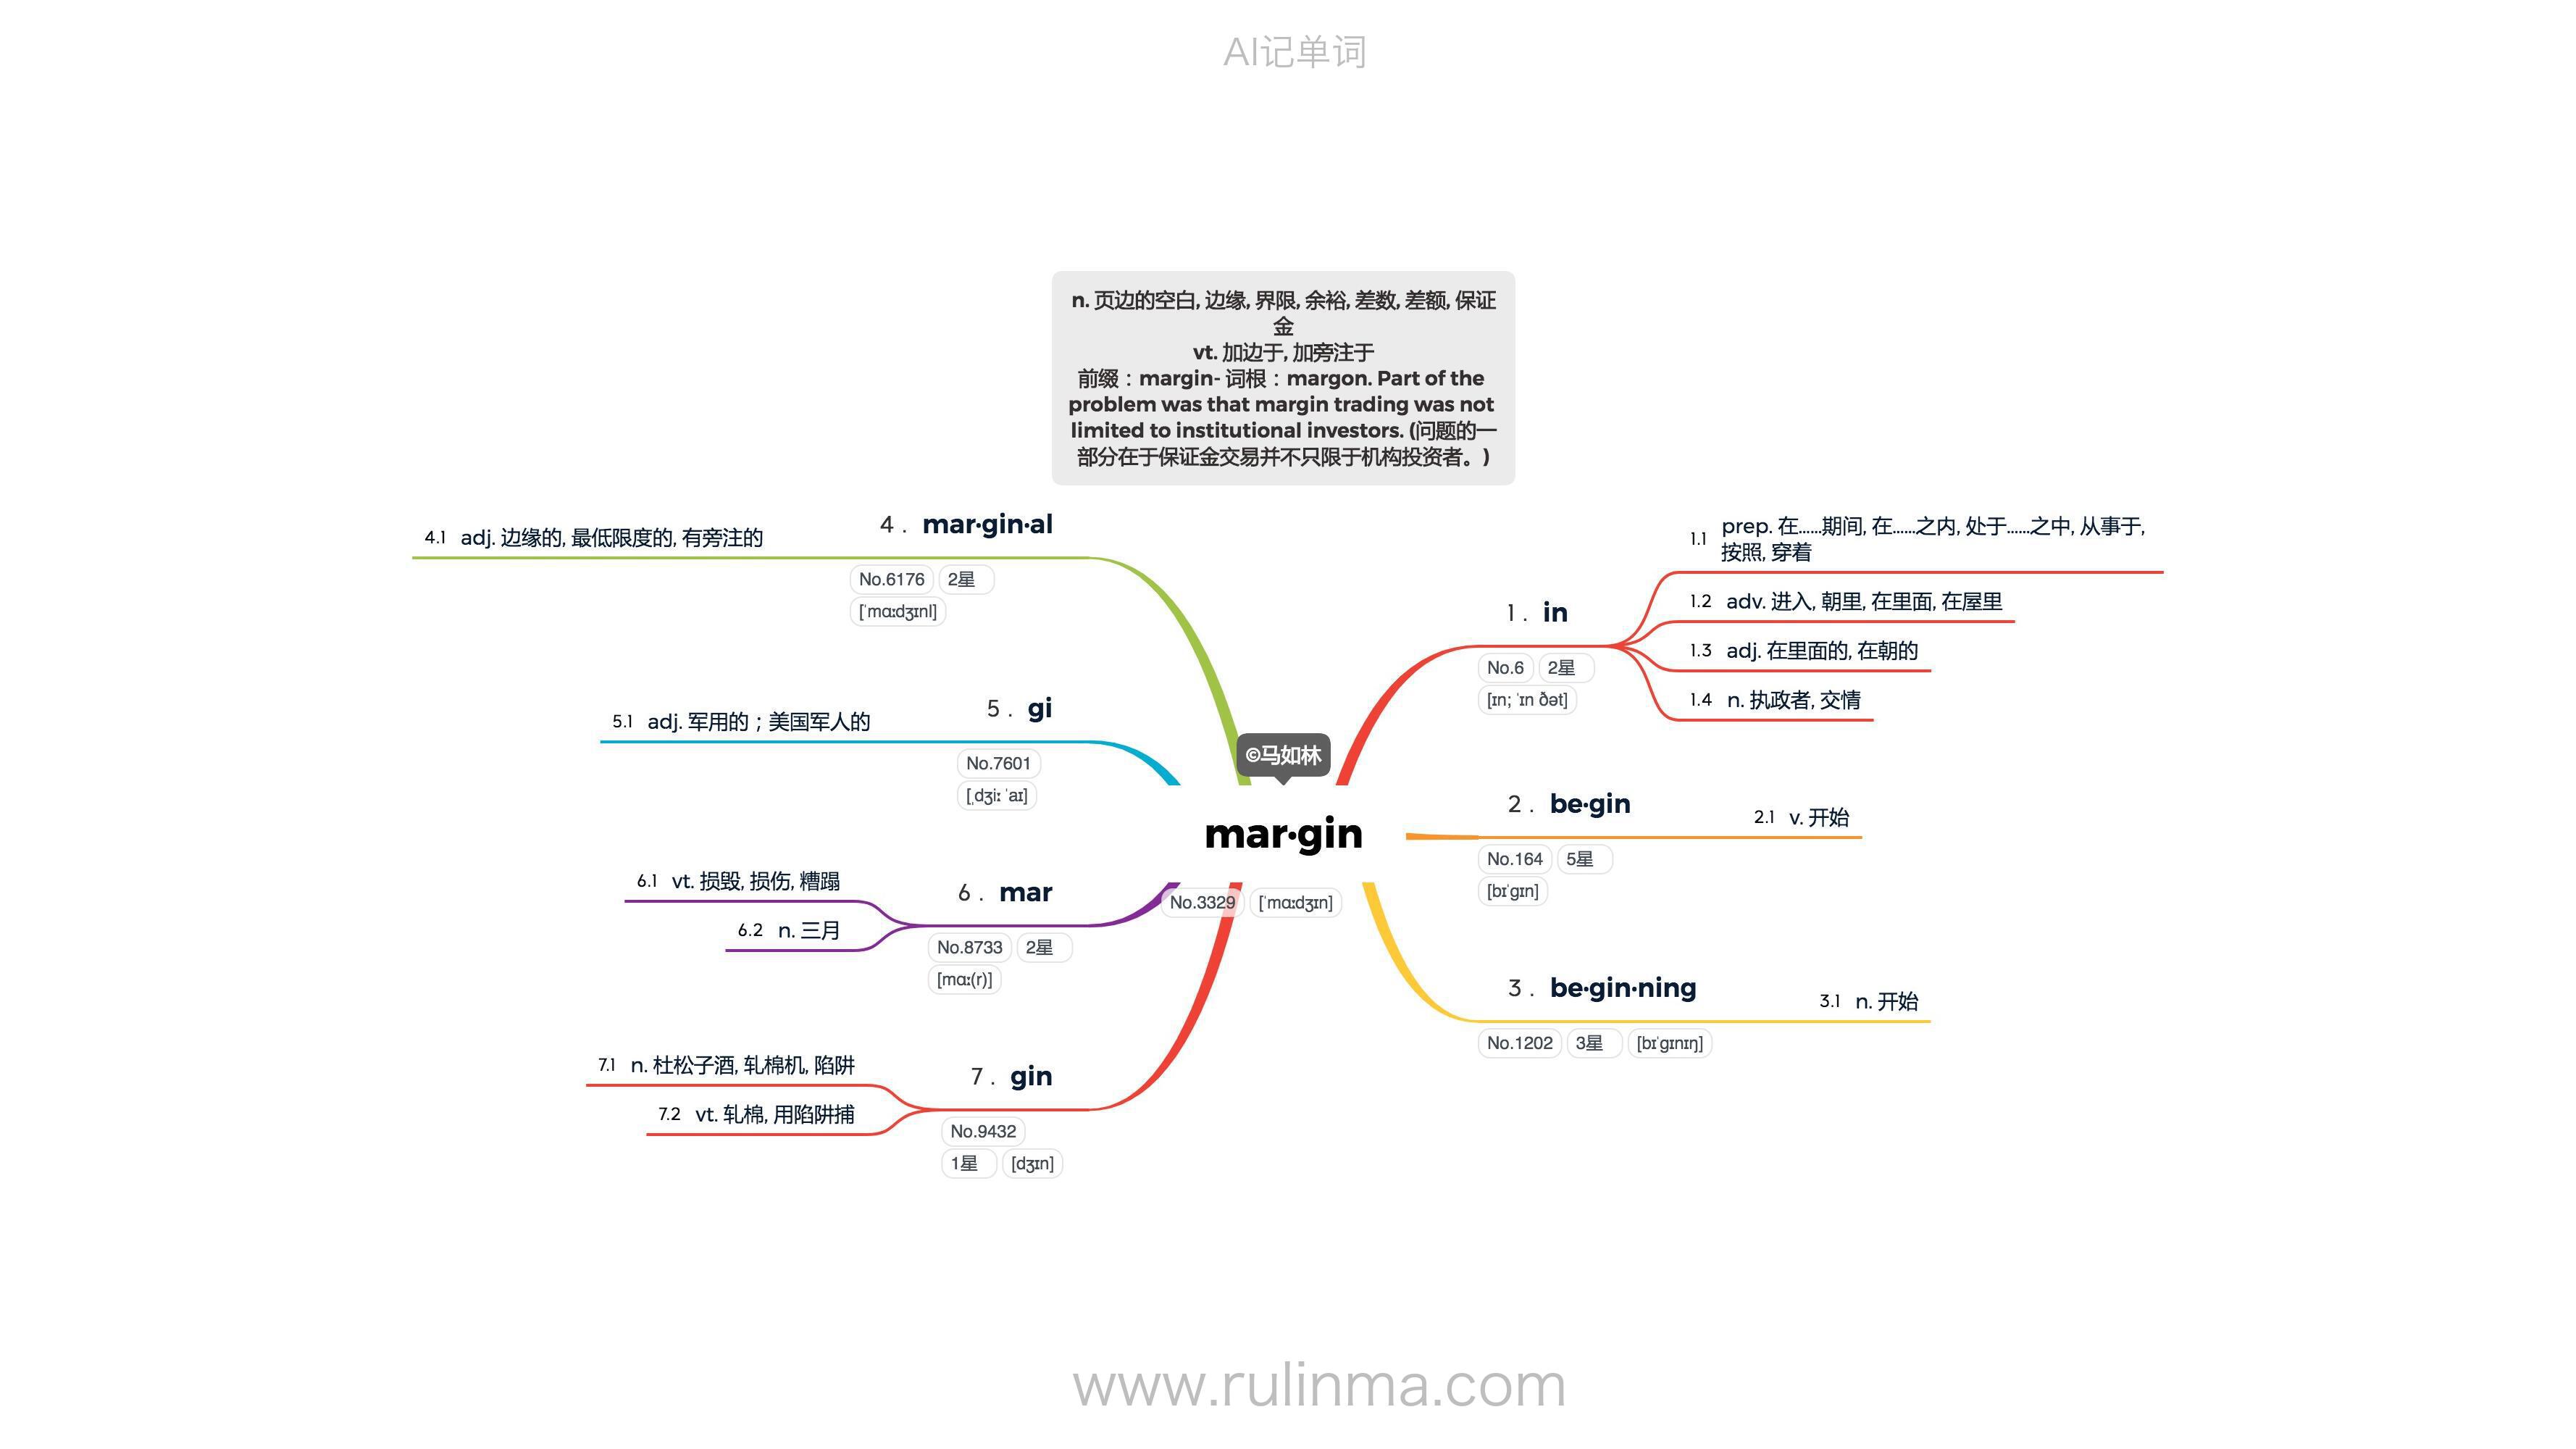 AI记单词
n. 页边的空白, 边缘, 界限, 余裕, 差数, 差额, 保证
金
vt. 加边于, 加旁注于
前缀：margin- 词根：margon. Part of the
problem was that margin trading was not
limited to institutional investors. (问题的一
部分在于保证金交易并不只限于机构投资者。)
©马如林
mar·gin
No.3329 [ˈmɑːdʒɪn]
1. in
No.6 2星
[ɪn; ˈɪn ðət]
1.1 prep. 在……期间, 在……之内, 处于……之中, 从事于,
按照, 穿着
1.2 adv. 进入, 朝里, 在里面, 在屋里
1.3 adj. 在里面的, 在朝的
1.4 n. 执政者, 交情
2. be·gin
No.164 5星
[bɪˈgɪn]
2.1 v. 开始
3. be·gin·ning
No.1202 3星 [bɪˈgɪnɪŋ]
3.1 n. 开始
4. mar·gin·al
No.6176 2星
[ˈmɑːdʒɪnl]
4.1 adj. 边缘的, 最低限度的, 有旁注的
5. gi
No.7601
[ˌdʒiː ˈaɪ]
5.1 adj. 军用的；美国军人的
6. mar
No.8733 2星
[mɑː(r)]
6.1 vt. 损毁, 损伤, 糟蹋
6.2 n. 三月
7. gin
No.9432
1星 [dʒɪn]
7.1 n. 杜松子酒, 轧棉机, 陷阱
7.2 vt. 轧棉, 用陷阱捕
www.rulinma.com